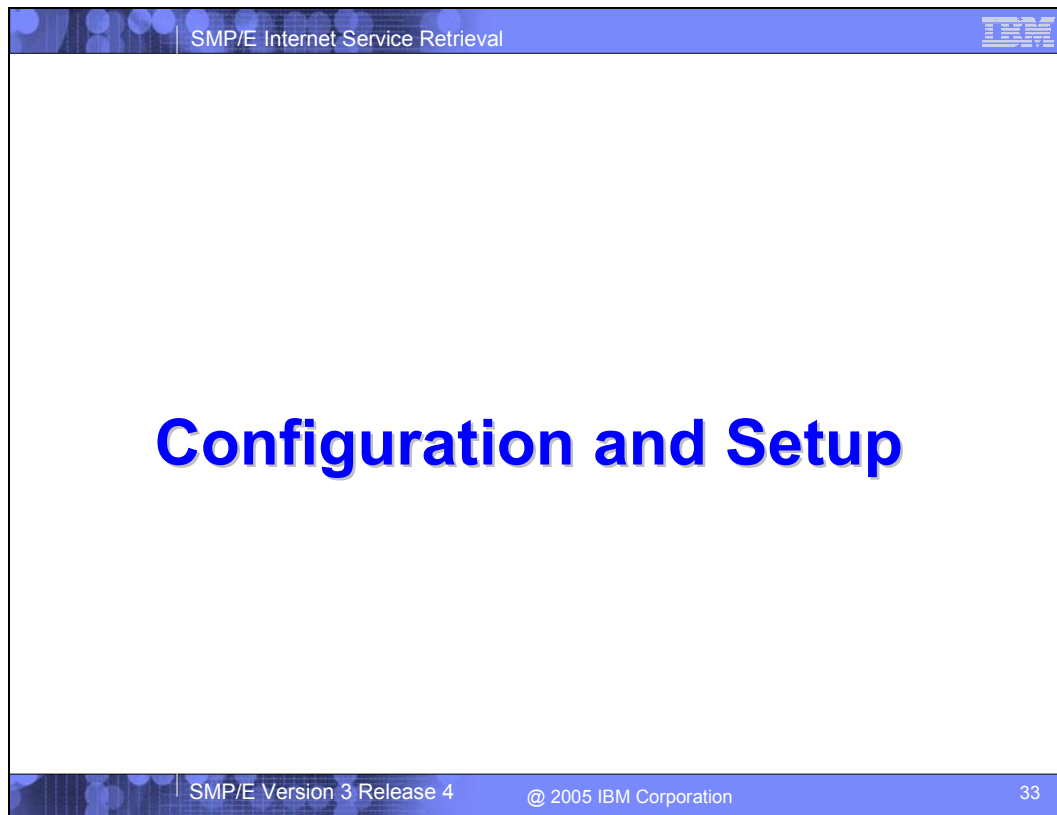 SMP/E Internet Service Retrieval
IBM
Configuration and Setup
SMP/E Version 3 Release 4
@ 2005 IBM Corporation
33